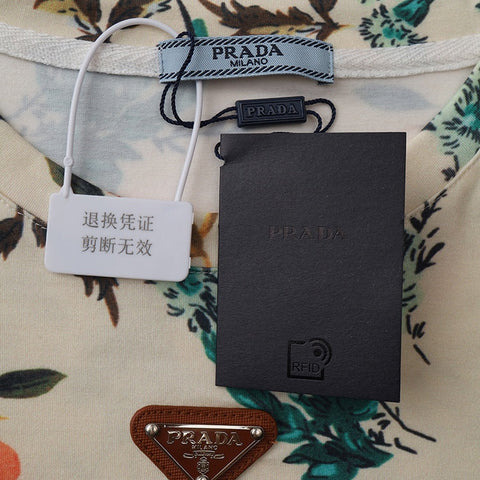 PRADA
MILANO
PRADA
退换凭证
剪断无效
PRADA
RFID
PRADA
MILANO